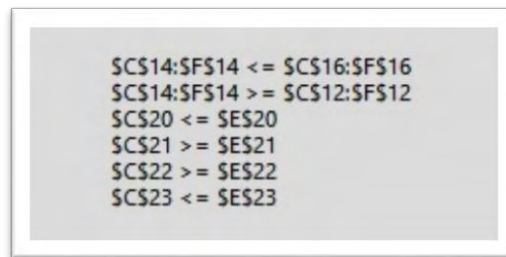 $C$14:$F$14 <= $C$16:$F$16
$C$14:$F$14 >= $C$12:$F$12
$C$20 <= $E$20
$C$21 >= $E$21
$C$22 >= $E$22
$C$23 <= $E$23